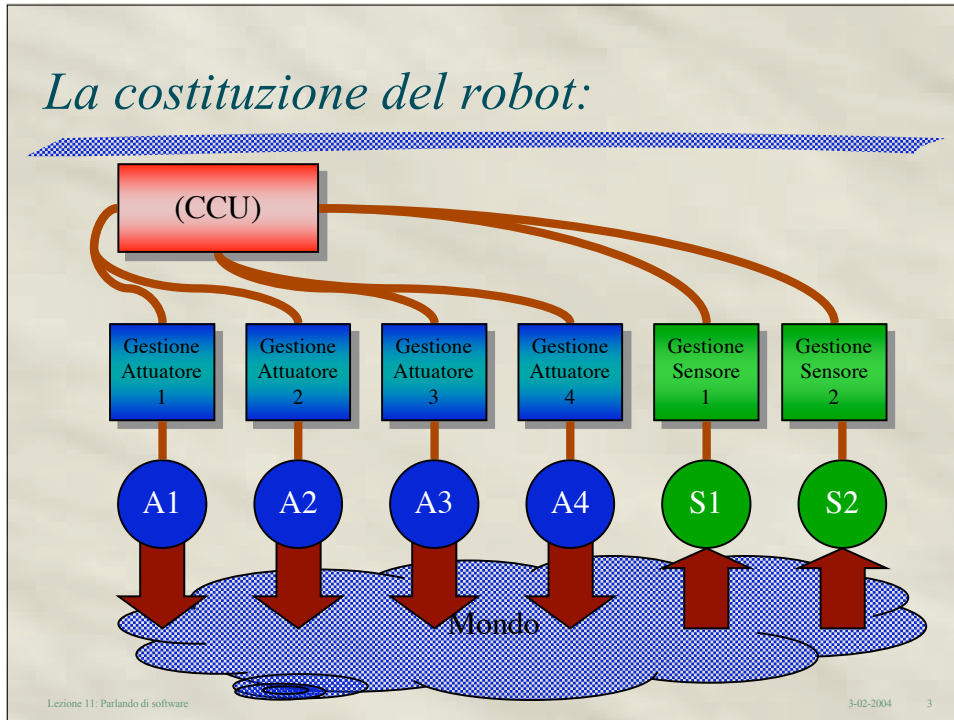 La costituzione del robot:
(CCU)
Gestione
Attuatore
1
Gestione
Attuatore
2
Gestione
Attuatore
3
Gestione
Attuatore
4
Gestione
Sensore
1
Gestione
Sensore
2
A1
A2
A3
A4
S1
S2
Mondo
Lezione 11: Parlando di software
3-02-2004
3